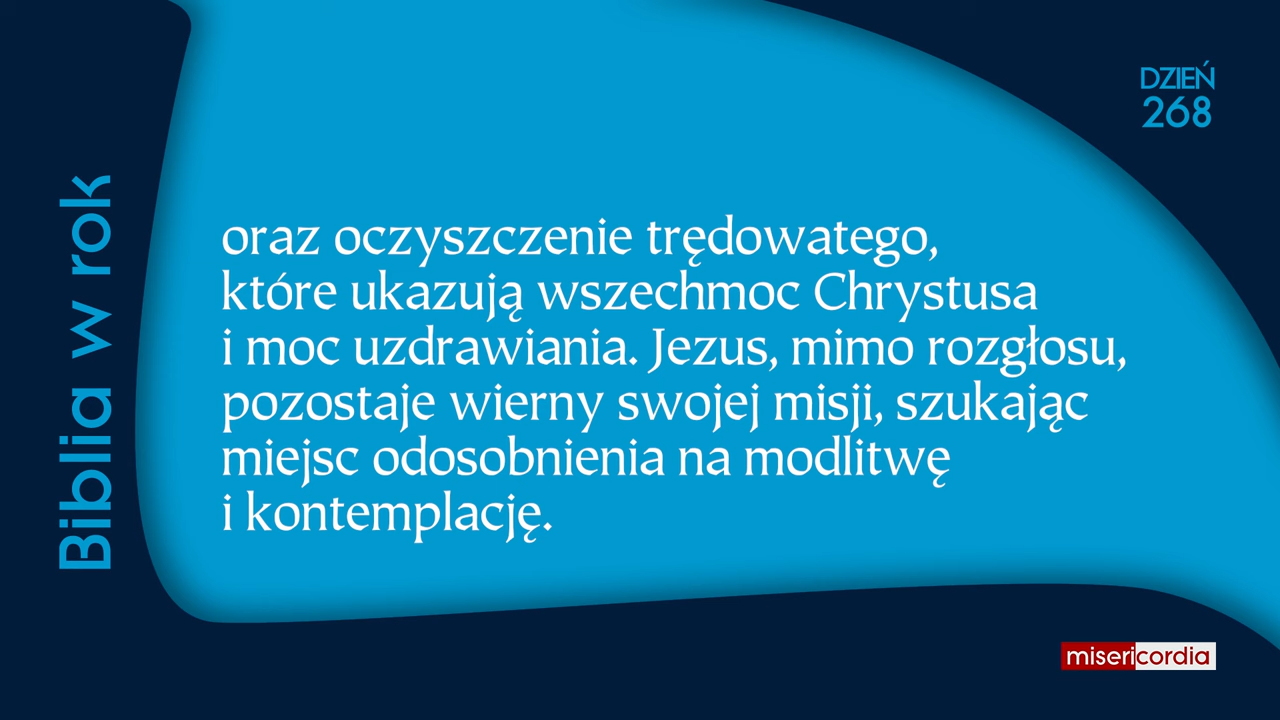 DZIEŃ
268
Biblia w rok
oraz oczyszczenie trędowatego,
które ukazują wszechmoc Chrystusa
i moc uzdrawiania. Jezus, mimo rozgłosu,
pozostaje wierny swojej misji, szukając
miejsc odosobnienia na modlitwę
i kontemplację.
misericordia